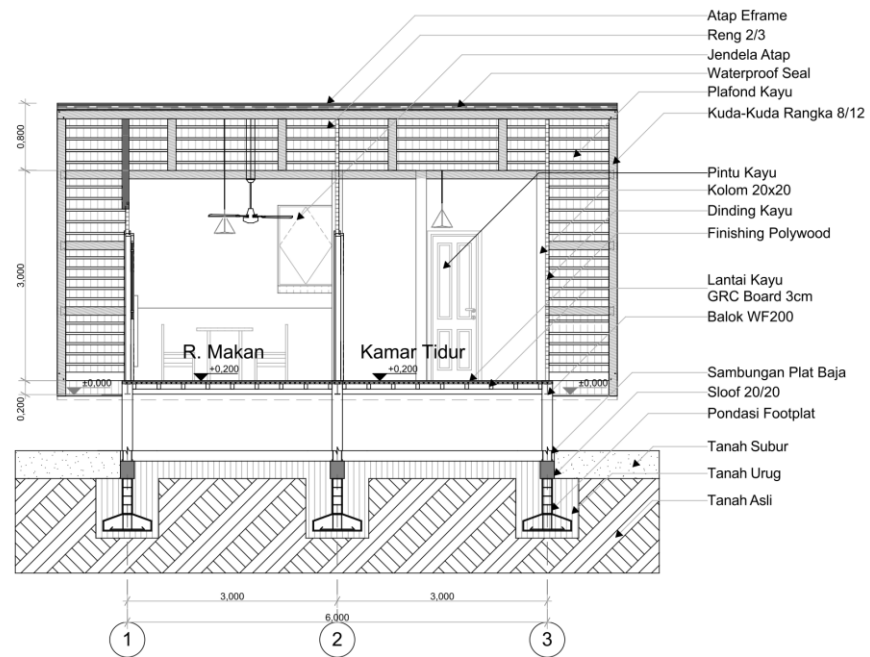 Atap Eframe
Reng 2/3
Jendela Atap
Waterproof Seal
Plafond Kayu
Kuda-Kuda Rangka 8/12
Pintu Kayu
Kolom 20x20
Dinding Kayu
Finishing Polywood
Lantai Kayu
GRC Board 3cm
Balok WF200
Sambungan Plat Baja
Sloof 20/20
Pondasi Footplat
Tanah Subur
Tanah Urug
Tanah Asli
0,800
3,000
0,200
R. Makan
+0,200
Kamar Tidur
+0,200
±0,000
±0,000
3,000
3,000
6,000
1
2
3